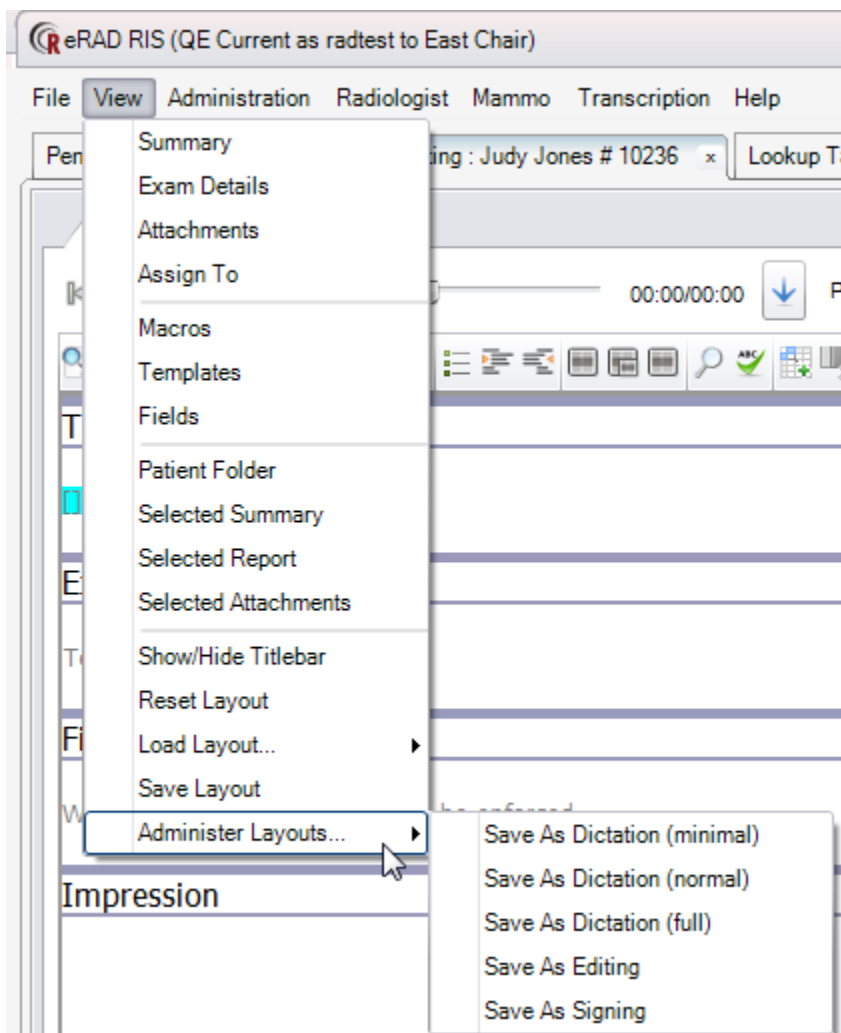 eRAD RIS (QE Current as radtest to East Chair)
File View Administration Radiologist Mammo Transcription Help
Pen ing : Judy Jones # 10236 x Lookup T
Summary
Exam Details
Attachments
Assign To
00:00/00:00 P
Macros
Templates
Fields
Patient Folder
Selected Summary
Selected Report
Selected Attachments
Show/Hide Titlebar
Reset Layout
Load Layout...
Save Layout
Administer Layouts...
Save As Dictation (minimal)
Save As Dictation (normal)
Save As Dictation (full)
Save As Editing
Save As Signing
Impression